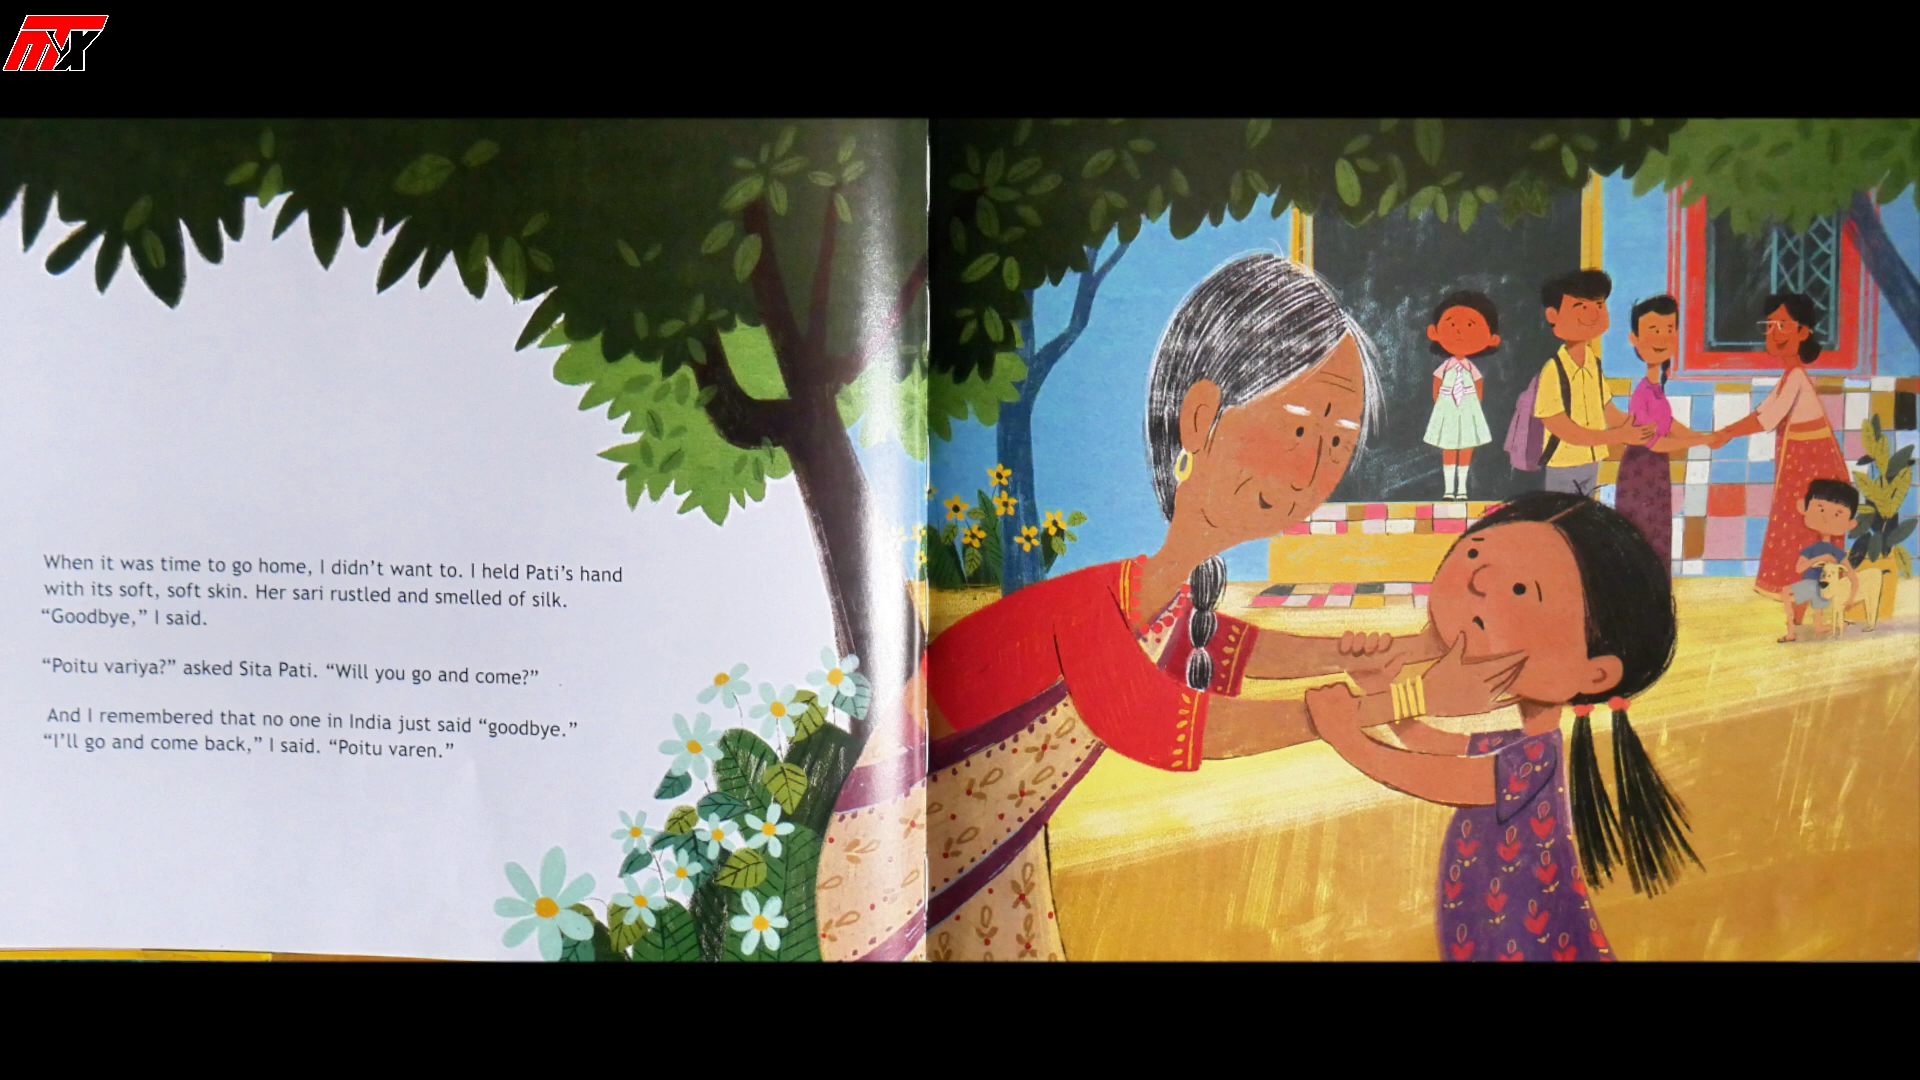 MYX
When it was time to go home, I didn't want to. I held Pati's hand
with its soft, soft skin. Her sari rustled and smelled of silk.
“Goodbye,” I said.
“Poitu variya?” asked Sita Pati. “Will you go and come?”
And I remembered that no one in India just said “goodbye.”
“I'll go and come back,” I said. “Poitu varen.”